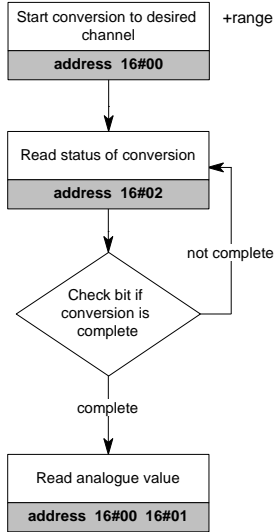 Start conversion to desired
channel
+range
address 16#00
Read status of conversion
address 16#02
not complete
Check bit if
conversion is
complete
complete
Read analogue value
address 16#00 16#01